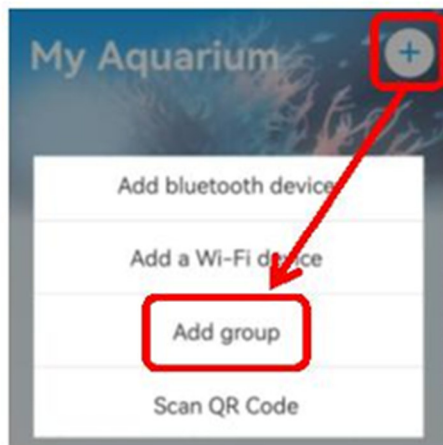 My Aquarium
+
Add bluetooth device
Add a Wi-Fi device
Add group
Scan QR Code